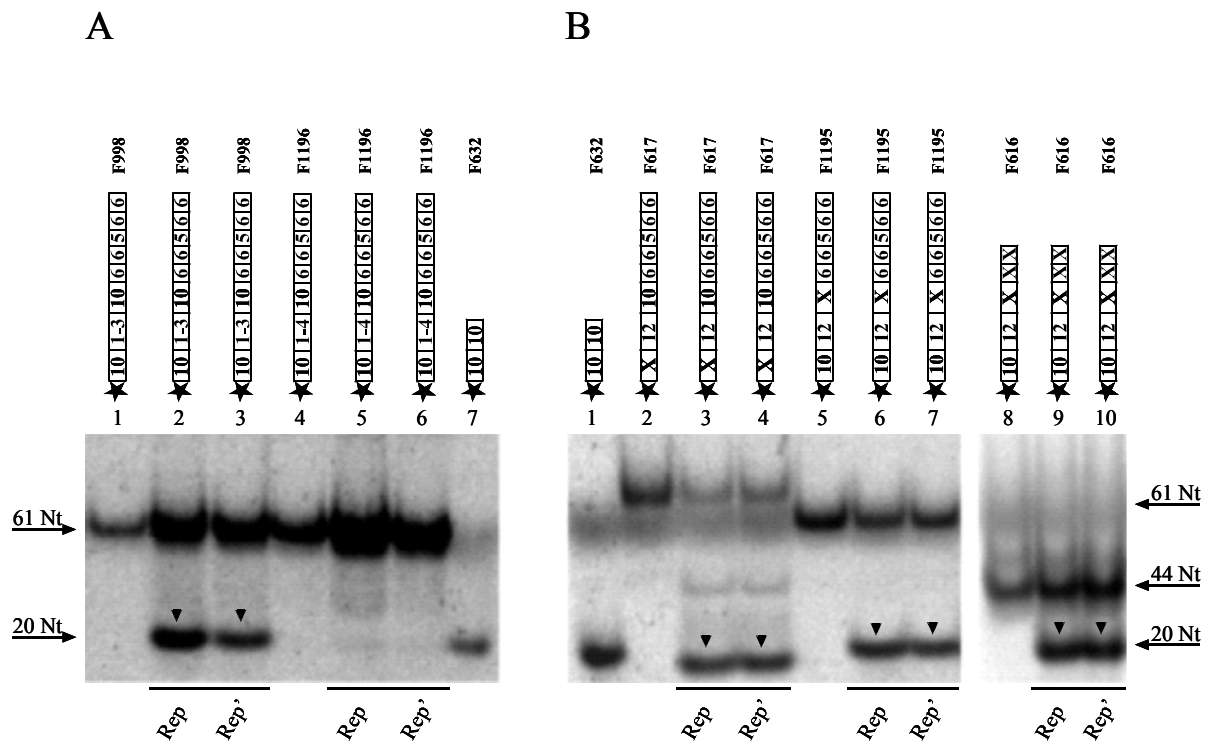 A
B
F998 F998 F998 F1196 F1196 F1196 F632
F632 F617 F617 F617 F1195 F1195 F1195 F616 F616 F616
10 1-3 10 6 6 5 6 6
10 1-3 10 6 6 5 6 6
10 1-3 10 6 6 5 6 6
10 1-4 10 6 6 5 6 6
10 1-4 10 6 6 5 6 6
10 1-4 10 6 6 5 6 6
10 10
10 10
X 12 10 6 6 5 6 6
X 12 10 6 6 5 6 6
X 12 10 6 6 5 6 6
10 12 X 6 6 5 6 6
10 12 X 6 6 5 6 6
10 12 X 6 6 5 6 6
10 12 X X X
10 12 X X X
10 12 X X X
1 2 3 4 5 6 7
1 2 3 4 5 6 7 8 9 10
61 Nt
20 Nt
61 Nt
44 Nt
20 Nt
Rep Rep' Rep Rep'
Rep Rep' Rep Rep' Rep Rep'